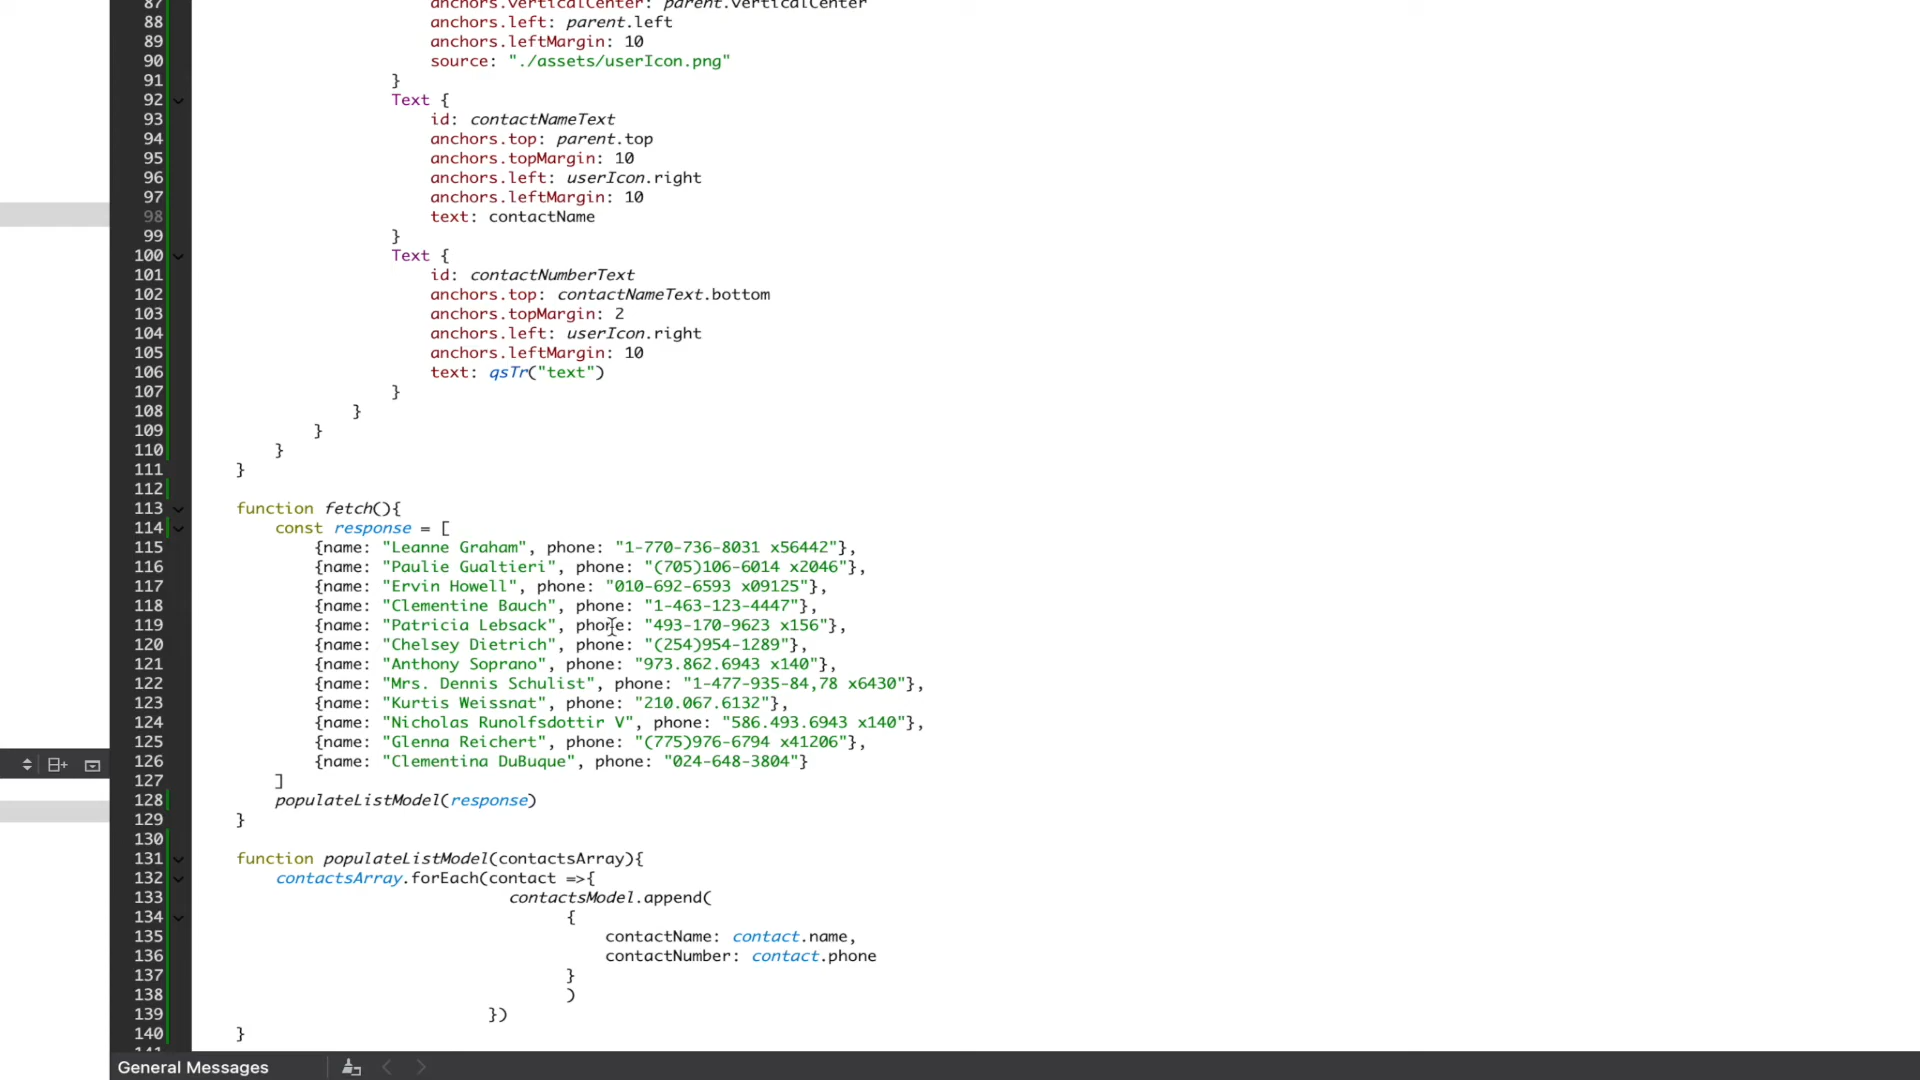 87 anchors.verticalCenter: parent.verticalCenter
88 anchors.left: parent.left
89 anchors.leftMargin: 10
90 source: "./assets/userIcon.png"
91 }
92 Text {
93 id: contactNameText
94 anchors.top: parent.top
95 anchors.topMargin: 10
96 anchors.left: userIcon.right
97 anchors.leftMargin: 10
98 text: contactName
99 }
100 Text {
101 id: contactNumberText
102 anchors.top: contactNameText.bottom
103 anchors.topMargin: 2
104 anchors.left: userIcon.right
105 anchors.leftMargin: 10
106 text: qsTr("text")
107 }
108 }
109 }
110 }
111 }
112
113 function fetch(){
114 const response = [
115 {name: "Leanne Graham", phone: "1-770-736-8031 x56442"},
116 {name: "Paulie Gualtieri", phone: "(705)106-6014 x2046"},
117 {name: "Ervin Howell", phone: "010-692-6593 x09125"},
118 {name: "Clementine Bauch", phone: "1-463-123-4447"},
119 {name: "Patricia Lebsack", phone: "493-170-9623 x156"},
120 {name: "Chelsey Dietrich", phone: "(254)954-1289"},
121 {name: "Anthony Soprano", phone: "973.862.6943 x140"},
122 {name: "Mrs. Dennis Schulist", phone: "1-477-935-84,78 x6430"},
123 {name: "Kurtis Weissnat", phone: "210.067.6132"},
124 {name: "Nicholas Runolfsdottir V", phone: "586.493.6943 x140"},
125 {name: "Glenna Reichert", phone: "(775)976-6794 x41206"},
126 {name: "Clementina DuBuque", phone: "024-648-3804"}
127 ]
128 populateListModel(response)
129 }
130
131 function populateListModel(contactsArray){
132 contactsArray.forEach(contact =>{
133 contactsModel.append(
134 {
135 contactName: contact.name,
136 contactNumber: contact.phone
137 }
138 )
139 })
140 }
141
General Messages